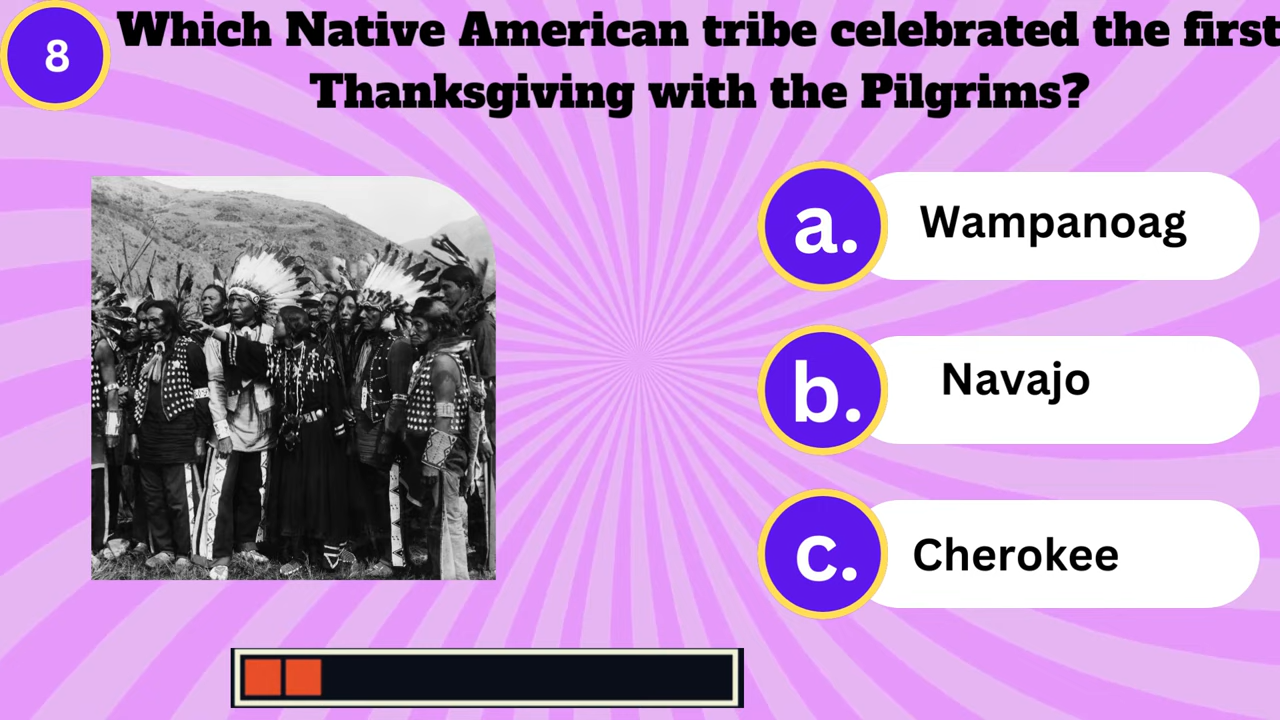 8
Which Native American tribe celebrated the first
Thanksgiving with the Pilgrims?
a. Wampanoag
b. Navajo
c. Cherokee